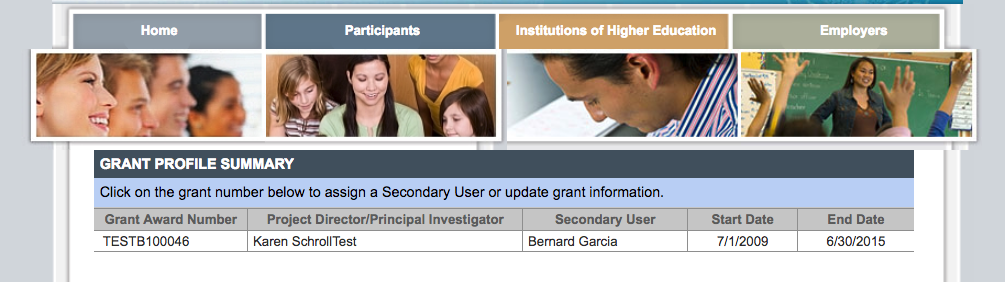 Home Participants Institutions of Higher Education Employers
GRANT PROFILE SUMMARY
Click on the grant number below to assign a Secondary User or update grant information.
Grant Award Number Project Director/Principal Investigator Secondary User Start Date End Date
TESTB100046 Karen SchrollTest Bernard Garcia 7/1/2009 6/30/2015